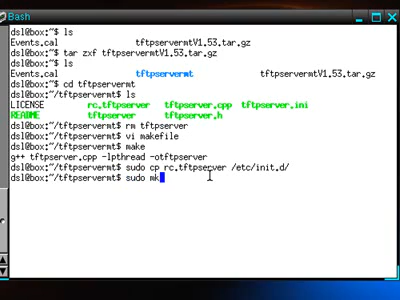 Bash
dsl@box:~$ ls
Events.cal tftpservermtV1.53.tar.gz
dsl@box:~$ tar zxf tftpservermtV1.53.tar.gz
dsl@box:~$ ls
Events.cal tftpservermt tftpservermtV1.53.tar.gz
dsl@box:~$ cd tftpservermt
dsl@box:~/tftpservermt$ ls
LICENSE rc.tftpserver tftpserver.cpp tftpserver.ini
README tftpserver tftpserver.h
dsl@box:~/tftpservermt$ rm tftpserver
dsl@box:~/tftpservermt$ vi makefile
dsl@box:~/tftpservermt$ make
g++ tftpserver.cpp -lpthread -otftpserver
dsl@box:~/tftpservermt$ sudo cp rc.tftpserver /etc/init.d/
dsl@box:~/tftpservermt$ sudo mk